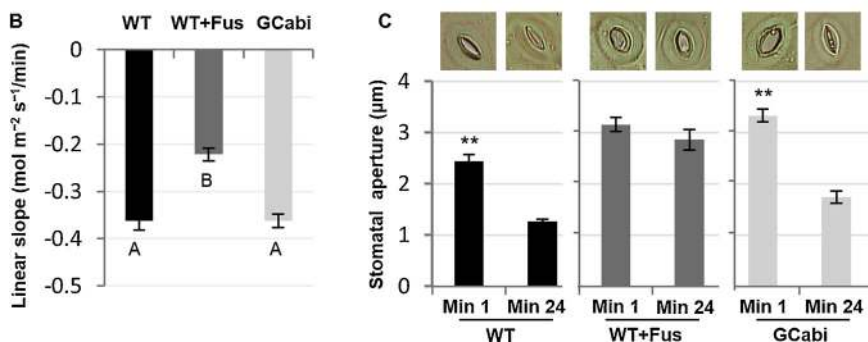 B
WT WT+Fus GCabi
Linear slope (mol m⁻² s⁻¹/min)
0
-0.1
-0.2
-0.3
-0.4
-0.5
A
B
A
C
Stomatal aperture (µm)
4
3
2
1
0
**
**
Min 1 Min 24 Min 1 Min 24 Min 1 Min 24
WT WT+Fus GCabi